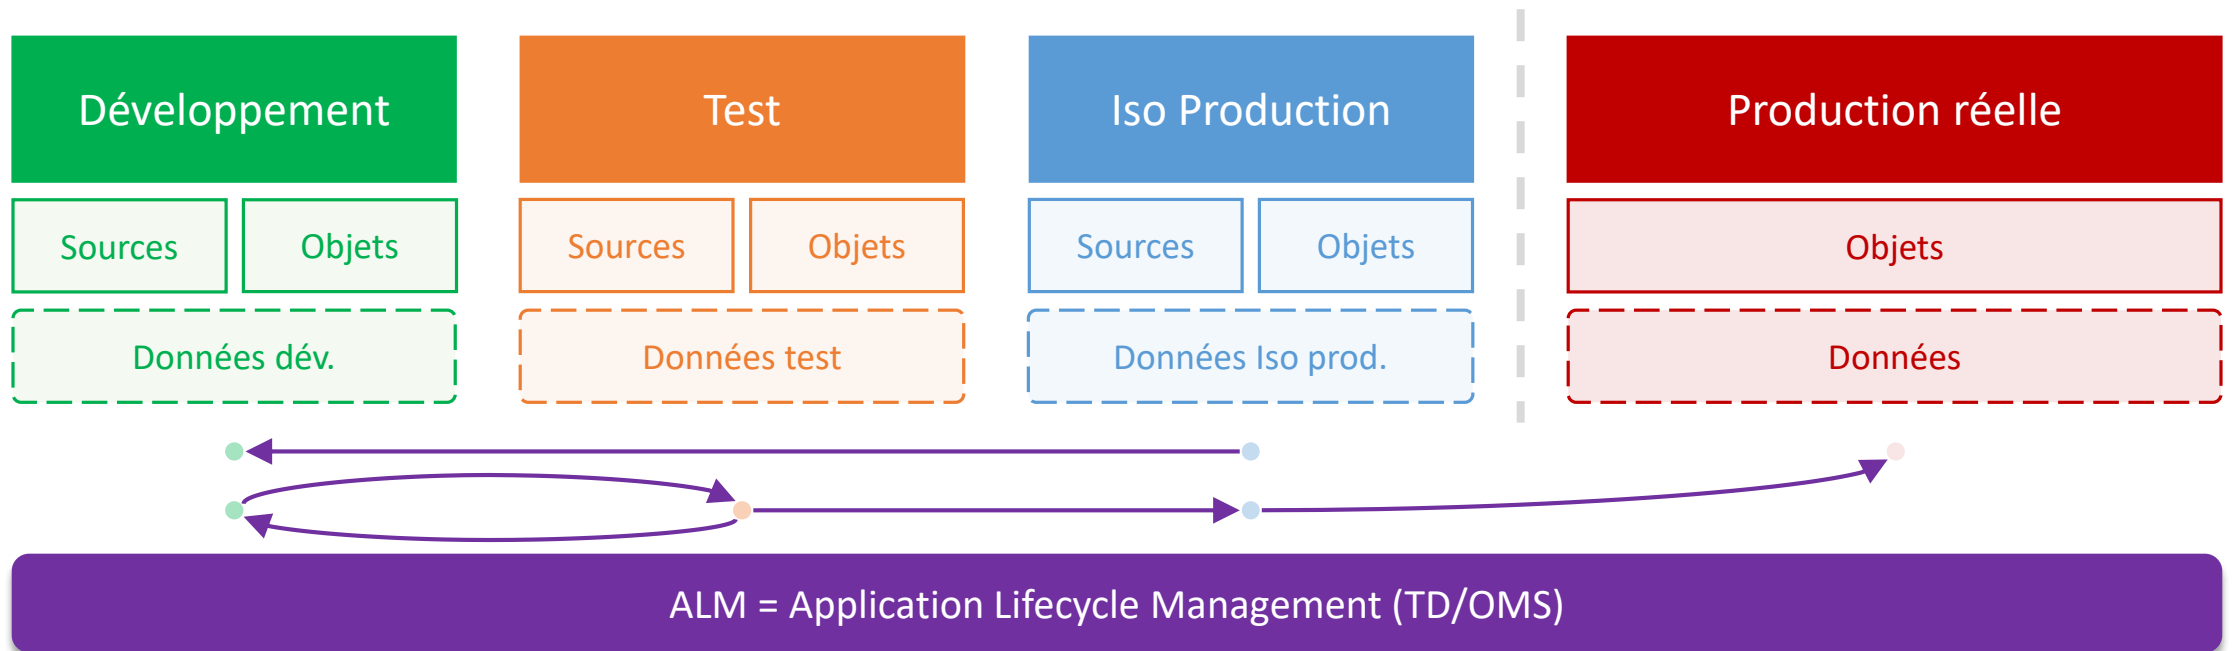 Développement
Test
Iso Production
Production réelle
Sources
Objets
Sources
Objets
Sources
Objets
Objets
Données dév.
Données test
Données Iso prod.
Données
ALM = Application Lifecycle Management (TD/OMS)